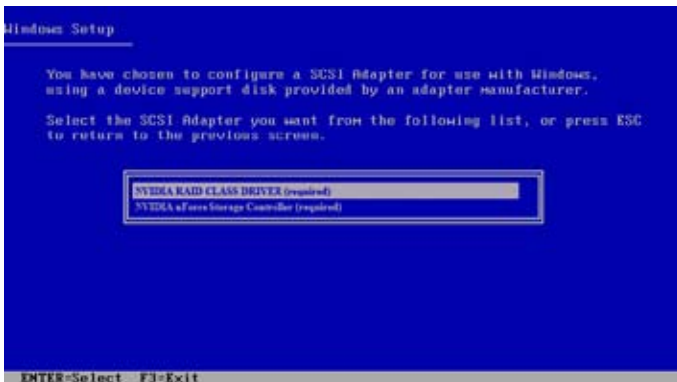 Windows Setup
You have chosen to configure a SCSI Adapter for use with Windows,
using a device support disk provided by an adapter manufacturer.
Select the SCSI Adapter you want from the following list, or press ESC
to return to the previous screen.
NVIDIA RAID CLASS DRIVER (required)
NVIDIA nForce Storage Controller (required)
ENTER=Select F3=Exit